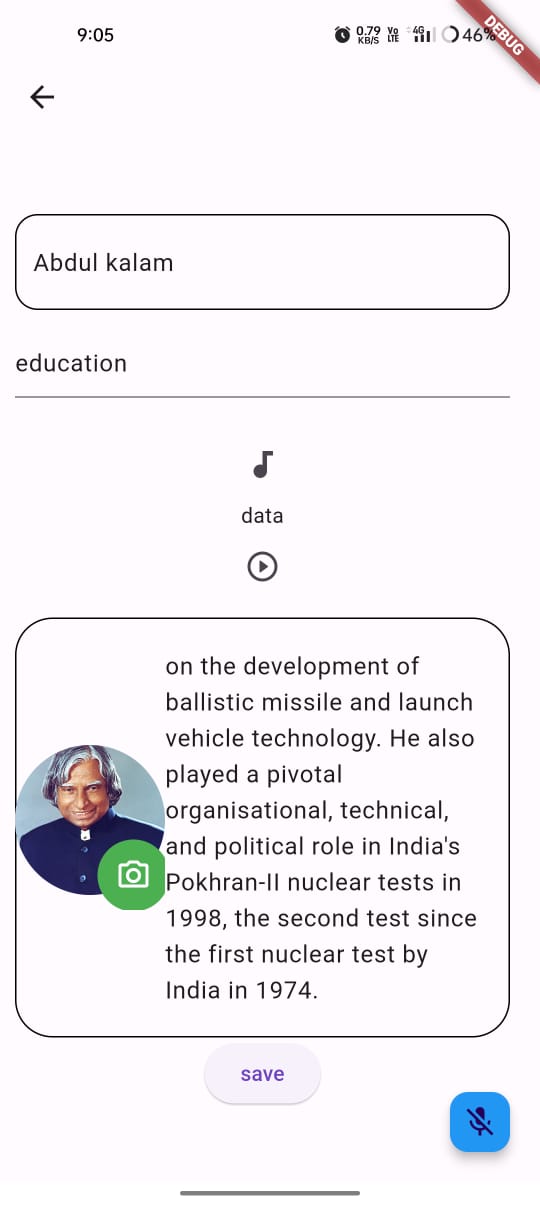 9:05
0.79
KB/S
Vo
LTE
4G
46%
DEBUG
Abdul kalam
education
data
on the development of
ballistic missile and launch
vehicle technology. He also
played a pivotal
organisational, technical,
and political role in India's
Pokhran-II nuclear tests in
1998, the second test since
the first nuclear test by
India in 1974.
save